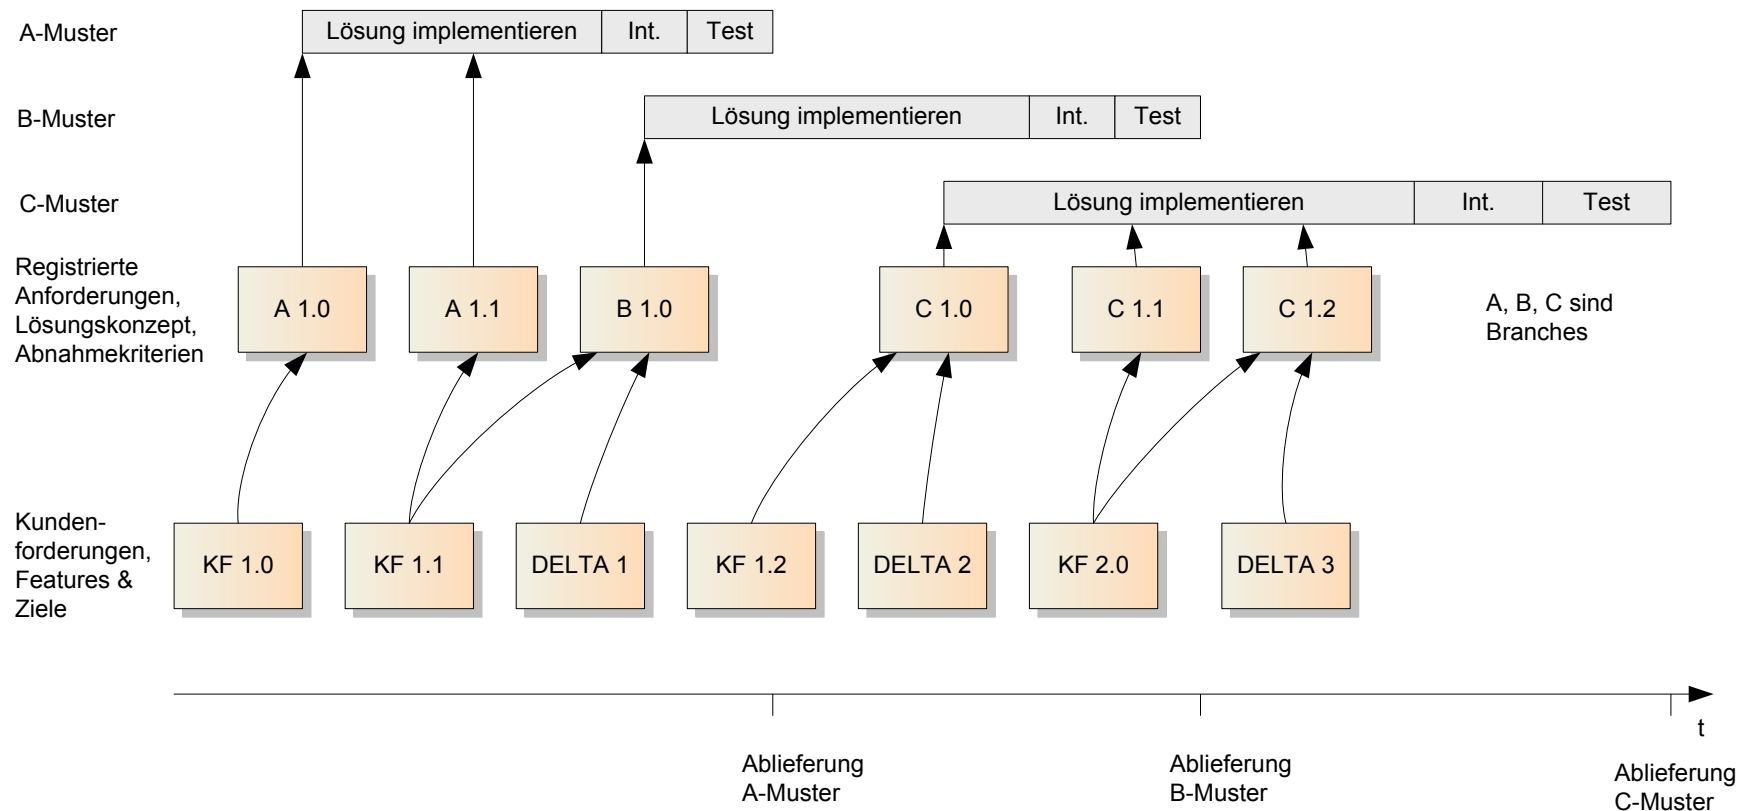 A-Muster
Lösung implementieren
Int.
Test
B-Muster
Lösung implementieren
Int.
Test
C-Muster
Lösung implementieren
Int.
Test
Registrierte
Anforderungen,
Lösungskonzept,
Abnahmekriterien
A 1.0
A 1.1
B 1.0
C 1.0
C 1.1
C 1.2
A, B, C sind
Branches
Kunden-
forderungen,
Features &
Ziele
KF 1.0
KF 1.1
DELTA 1
KF 1.2
DELTA 2
KF 2.0
DELTA 3
t
Ablieferung
A-Muster
Ablieferung
B-Muster
Ablieferung
C-Muster